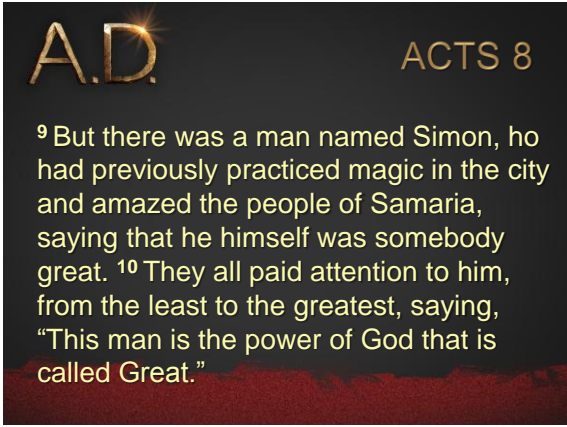 A.D.
ACTS 8
9 But there was a man named Simon, ho
had previously practiced magic in the city
and amazed the people of Samaria,
saying that he himself was somebody
great. 10 They all paid attention to him,
from the least to the greatest, saying,
“This man is the power of God that is
called Great.”